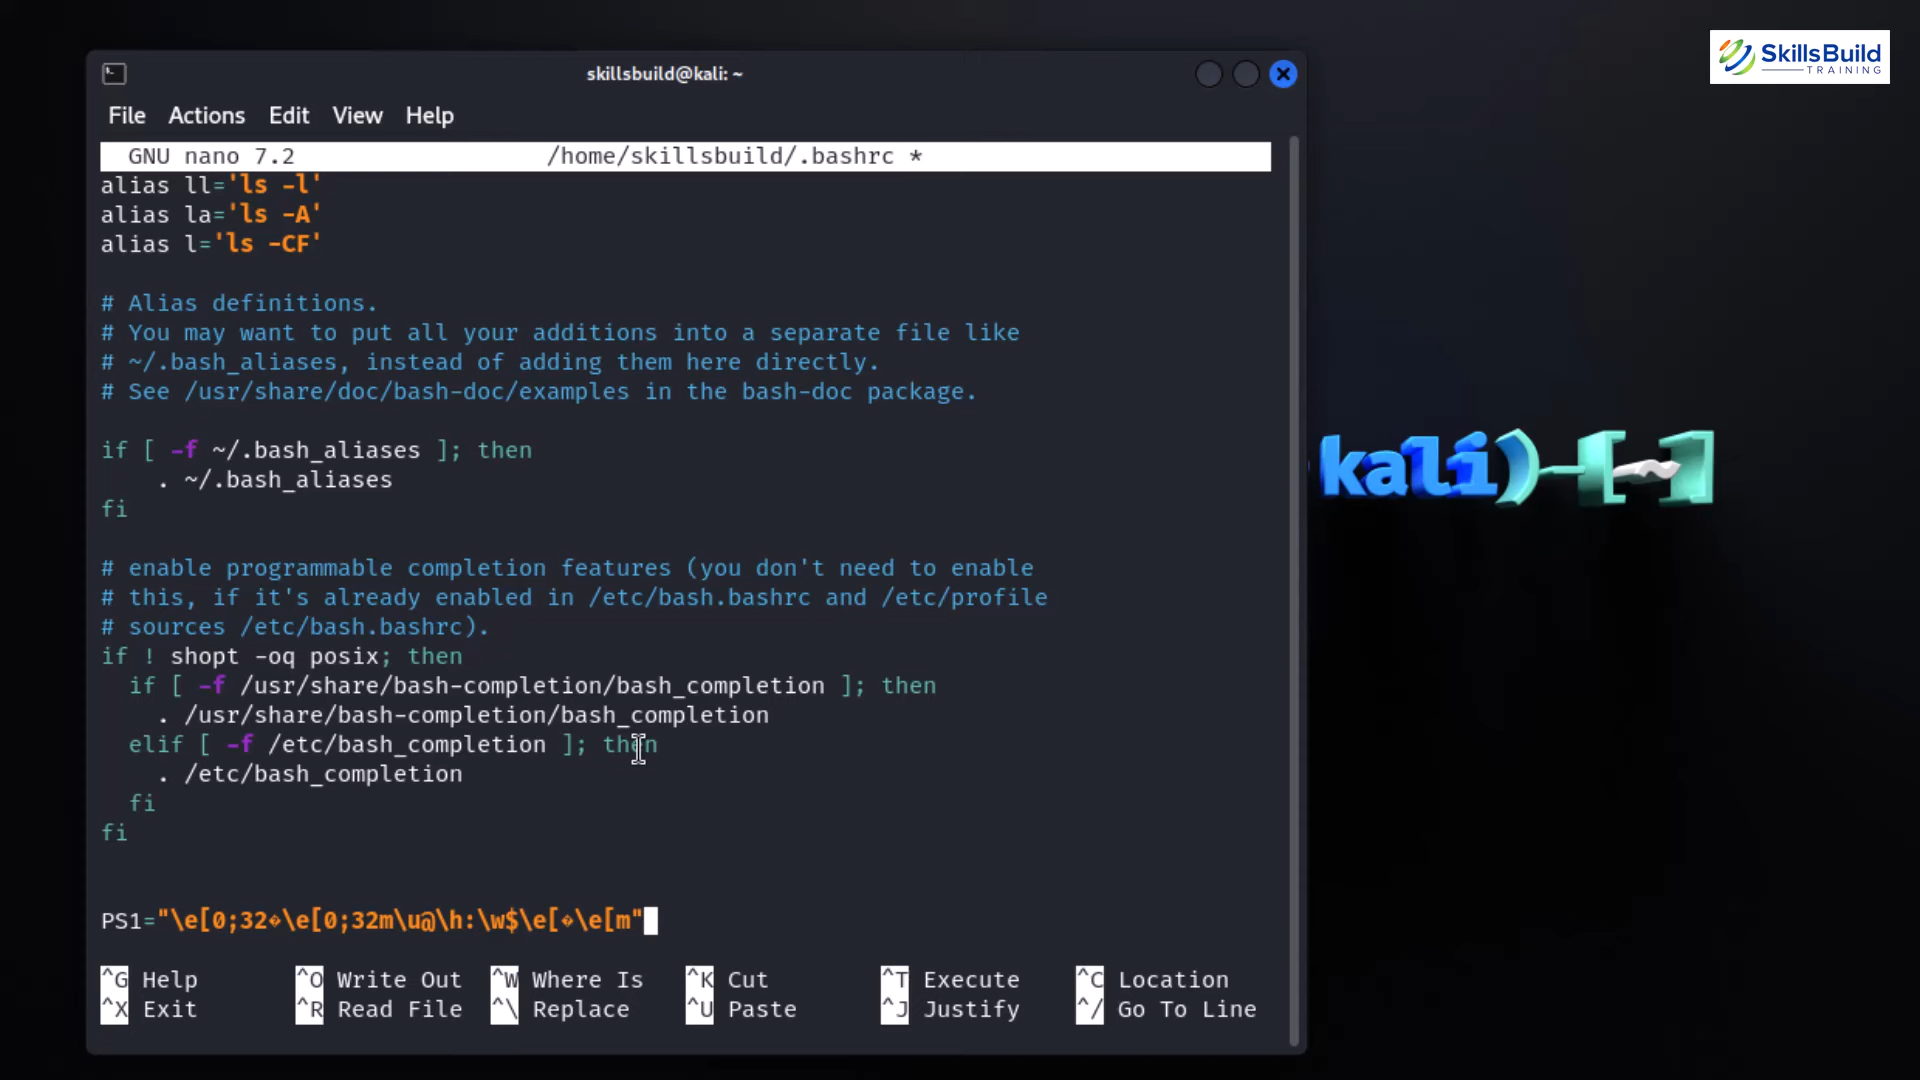 skillsbuild@kali: ~
SkillsBuild
TRAINING
File Actions Edit View Help
GNU nano 7.2 /home/skillsbuild/.bashrc *
alias ll='ls -l'
alias la='ls -A'
alias l='ls -CF'
# Alias definitions.
# You may want to put all your additions into a separate file like
# ~/.bash_aliases, instead of adding them here directly.
# See /usr/share/doc/bash-doc/examples in the bash-doc package.
if [ -f ~/.bash_aliases ]; then
. ~/.bash_aliases
fi
kali)-[~]
# enable programmable completion features (you don't need to enable
# this, if it's already enabled in /etc/bash.bashrc and /etc/profile
# sources /etc/bash.bashrc).
if ! shopt -oq posix; then
if [ -f /usr/share/bash-completion/bash_completion ]; then
. /usr/share/bash-completion/bash_completion
elif [ -f /etc/bash_completion ]; then
. /etc/bash_completion
fi
fi
PS1="\e[0;32�\e[0;32m\u@\h:\w$\e[�\e[m"
^G Help ^O Write Out ^W Where Is ^K Cut ^T Execute ^C Location
^X Exit ^R Read File ^\ Replace ^U Paste ^J Justify ^/ Go To Line